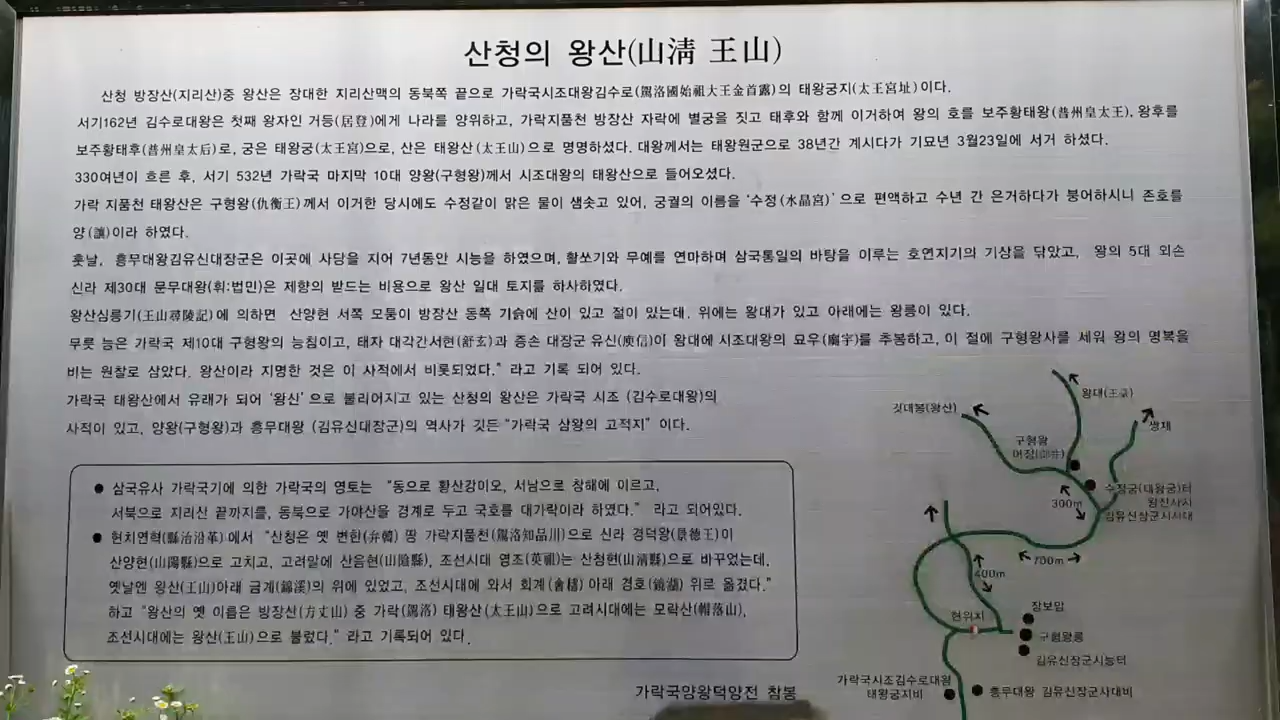 산청의 왕산(山淸 王山)
산청 방장산(지리산)중 왕산은 장대한 지리산맥의 동북쪽 끝으로 가락국시조대왕김수로(駕洛國始祖大王金首露)의 태왕궁지(太王宮址)이다.
서기162년 김수로대왕은 첫째 왕자인 거등(居登)에게 나라를 양위하고, 가락지품천 방장산 자락에 별궁을 짓고 태후와 함께 이거하여 왕의 호를 보주황태왕(普州皇太王), 왕후를
보주황태후(普州皇太后)로, 궁은 태왕궁(太王宮)으로, 산은 태왕산(太王山)으로 명명하셨다. 대왕께서는 태왕원군으로 38년간 계시다가 기묘년 3월23일에 서거 하셨다.
330여년이 흐른 후, 서기 532년 가락국 마지막 10대 양왕(구형왕)께서 시조대왕의 태왕산으로 들어오셨다.
가락 지품천 태왕산은 구형왕(仇衡王)께서 이거한 당시에도 수정같이 맑은 물이 샘솟고 있어, 궁궐의 이름을 '수정(水晶宮)' 으로 편액하고 수년 간 은거하다가 붕어하시니 존호를
양(讓)이라 하였다.
훗날, 흥무대왕김유신대장군은 이곳에 사당을 지어 7년동안 시능을 하였으며, 활쏘기와 무예를 연마하며 삼국통일의 바탕을 이루는 호연지기의 기상을 닦았고, 왕의 5대 외손
신라 제30대 문무대왕(휘:법민)은 제향의 받드는 비용으로 왕산 일대 토지를 하사하였다.
왕산심릉기(王山尋陵記)에 의하면 산양현 서쪽 모퉁이 방장산 동쪽 기슭에 산이 있고 절이 있는데, 위에는 왕대가 있고 아래에는 왕릉이 있다.
무릇 능은 가락국 제10대 구형왕의 능침이고, 태자 대각간서현(舒玄)과 증손 대장군 유신(庾信)이 왕대에 시조대왕의 묘우(廟宇)를 추봉하고, 이 절에 구형왕사를 세워 왕의 명복을
비는 원찰로 삼았다. 왕산이라 지명한 것은 이 사적에서 비롯되었다." 라고 기록 되어 있다.
가락국 태왕산에서 유래가 되어 '왕신' 으로 불리어지고 있는 산청의 왕산은 가락국 시조 (김수로대왕)의
사적이 있고, 양왕(구형왕)과 흥무대왕 (김유신대장군)의 역사가 깃든 "가락국 삼왕의 고적지" 이다.
● 삼국유사 가락국기에 의한 가락국의 영토는 "동으로 황산강미오, 서남으로 창해에 이르고,
서북으로 지리산 끝까지를, 동북으로 가야산을 경계로 두고 국호를 대가락이라 하였다." 라고 되어있다.
● 현치연혁(縣治沿革)에서 "산청은 옛 변한(弁韓) 땅 가락지품천(駕洛知品川)으로 신라 경덕왕(景德王)이
산양현(山陽縣)으로 고치고, 고려말에 산음현(山陰縣), 조선시대 영조(英祖)는 산청현(山淸縣)으로 바꾸었는데,
옛날엔 왕산(王山)아래 금계(錦溪)의 위에 있었고, 조선시대에 와서 회계(會稽) 아래 경호(鏡湖) 위로 옮겼다."
하고 "왕산의 옛 이름은 방장산(方丈山) 중 가락(駕洛) 태왕산(太王山)으로 고려시대에는 모락산(帽落山),
조선시대에는 왕산(王山)으로 불렀다." 라고 기록되어 있다.
가락국양왕덕양전 참봉
왕대(王臺)
깃대봉(왕산)
쌍재
구형왕
어정(御井)
수정궁(태왕궁)터
왕산사지
김유신장군시사대
300m
700m
400m
현위치
장보암
구형왕릉
김유신장군시능덕
가락국시조김수로대왕
태왕궁지비
흥무대왕 김유신장군사대비